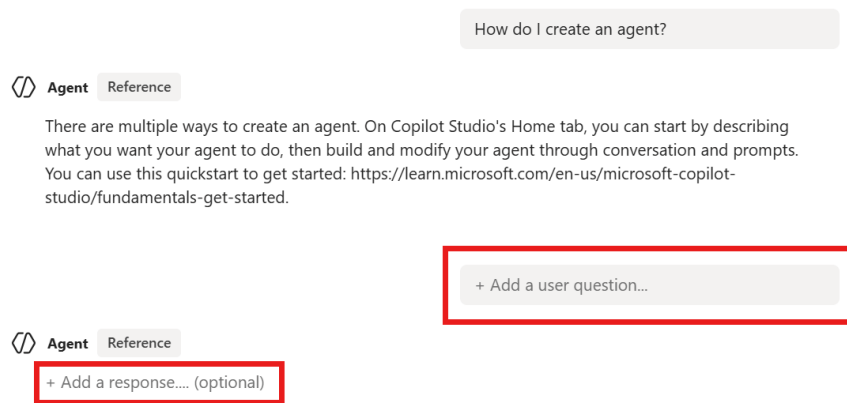 How do I create an agent?
Agent Reference
There are multiple ways to create an agent. On Copilot Studio's Home tab, you can start by describing
what you want your agent to do, then build and modify your agent through conversation and prompts.
You can use this quickstart to get started: https://learn.microsoft.com/en-us/microsoft-copilot-
studio/fundamentals-get-started.
+ Add a user question...
Agent Reference
+ Add a response.... (optional)